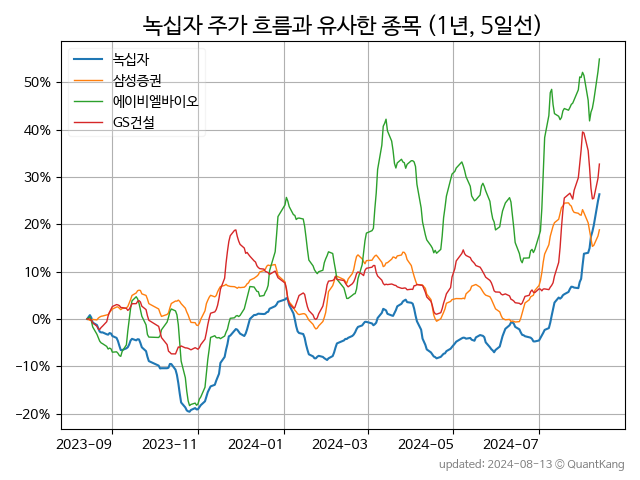 녹십자 주가 흐름과 유사한 종목 (1년, 5일선)
녹십자
삼성증권
에이비엘바이오
GS건설
50%
40%
30%
20%
10%
0%
−10%
−20%
2023-09
2023-11
2024-01
2024-03
2024-05
2024-07
updated: 2024-08-13 © QuantKang